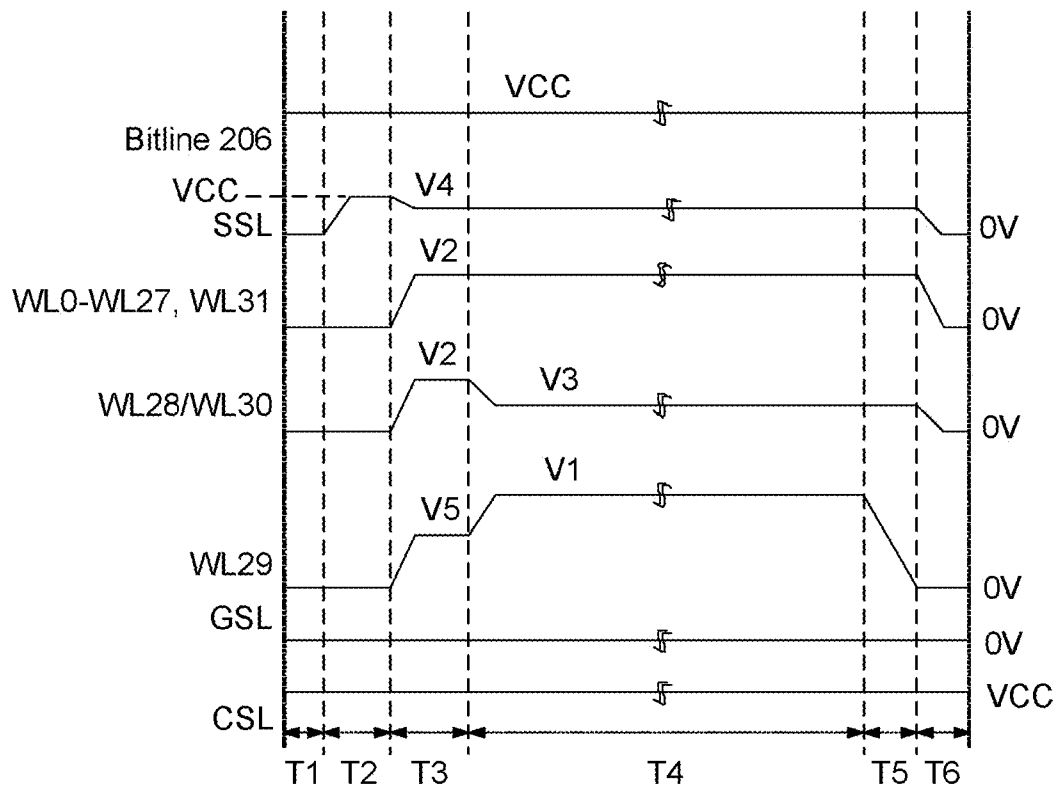 VCC
Bitline 206
VCC
V4
SSL
0V
V2
WL0-WL27, WL31
0V
V2
V3
WL28/WL30
0V
V1
V5
WL29
0V
GSL
0V
VCC
CSL
T1 T2 T3 T4 T5 T6